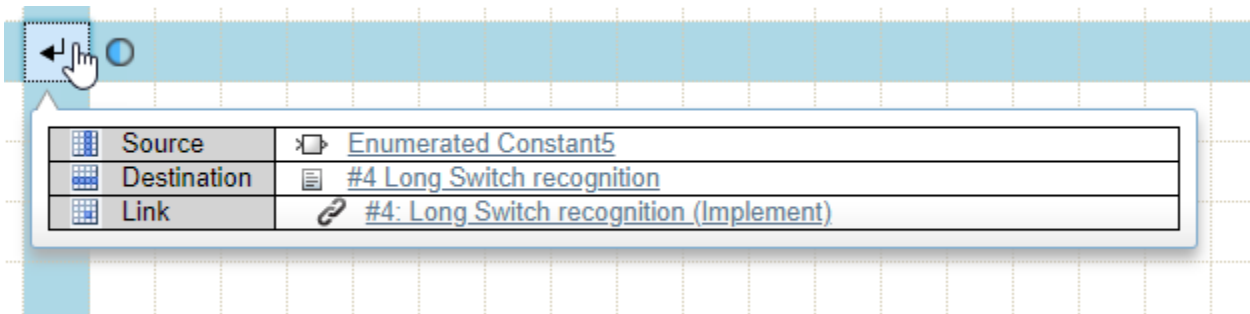 Source Enumerated Constant5
Destination #4 Long Switch recognition
Link #4: Long Switch recognition (Implement)